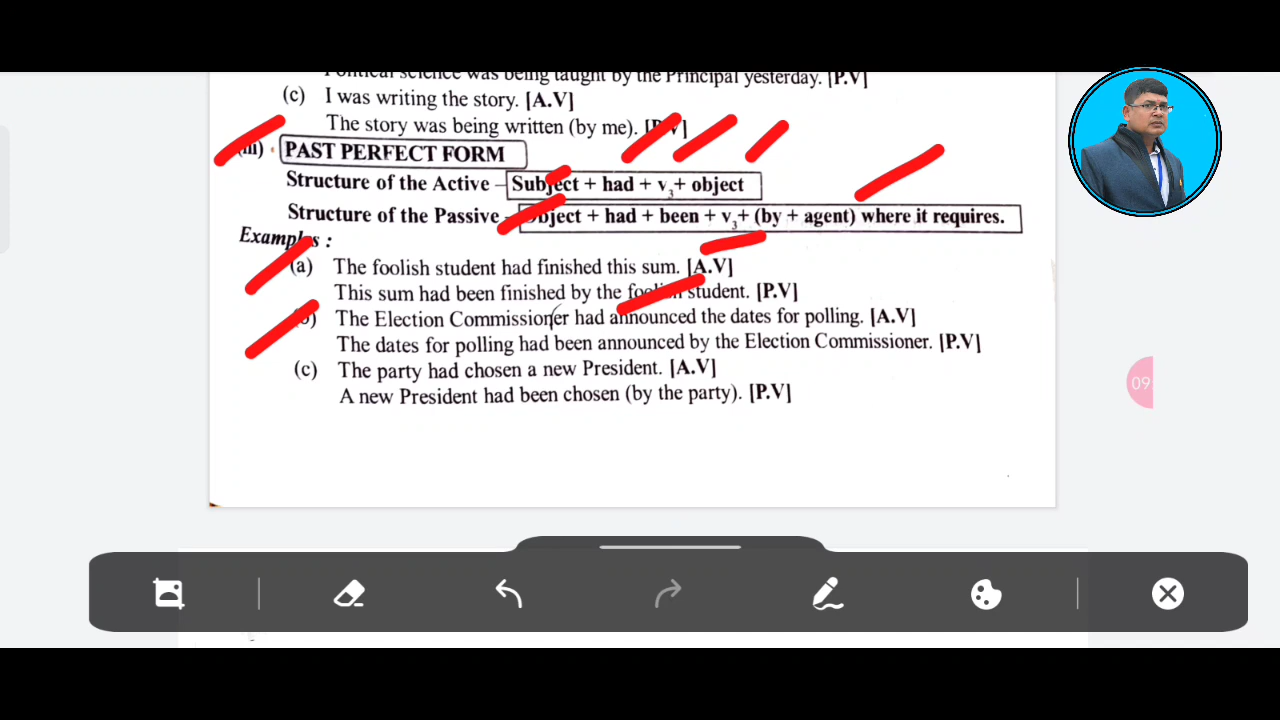 Political science was being taught by the Principal yesterday. [P.V]
(c) I was writing the story. [A.V]
The story was being written (by me). [P.V]
(iii) PAST PERFECT FORM
Structure of the Active – Subject + had + v₃+ object
Structure of the Passive – Object + had + been + v₃+ (by + agent) where it requires.
Examples :
(a) The foolish student had finished this sum. [A.V]
This sum had been finished by the foolish student. [P.V]
(b) The Election Commissioner had announced the dates for polling. [A.V]
The dates for polling had been announced by the Election Commissioner. [P.V]
(c) The party had chosen a new President. [A.V]
A new President had been chosen (by the party). [P.V]
09